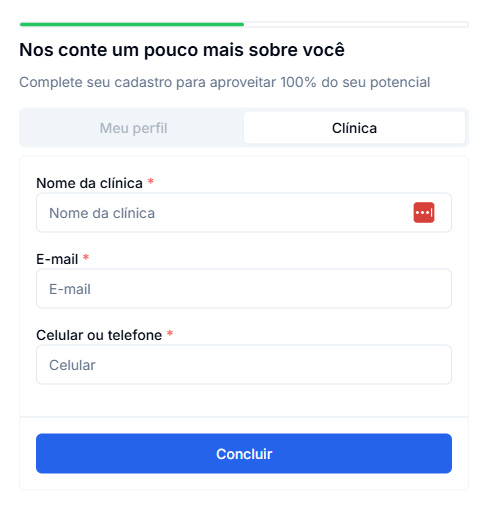 Nos conte um pouco mais sobre você
Complete seu cadastro para aproveitar 100% do seu potencial
Meu perfil
Clínica
Nome da clínica *
Nome da clínica
E-mail *
E-mail
Celular ou telefone *
Celular
Concluir